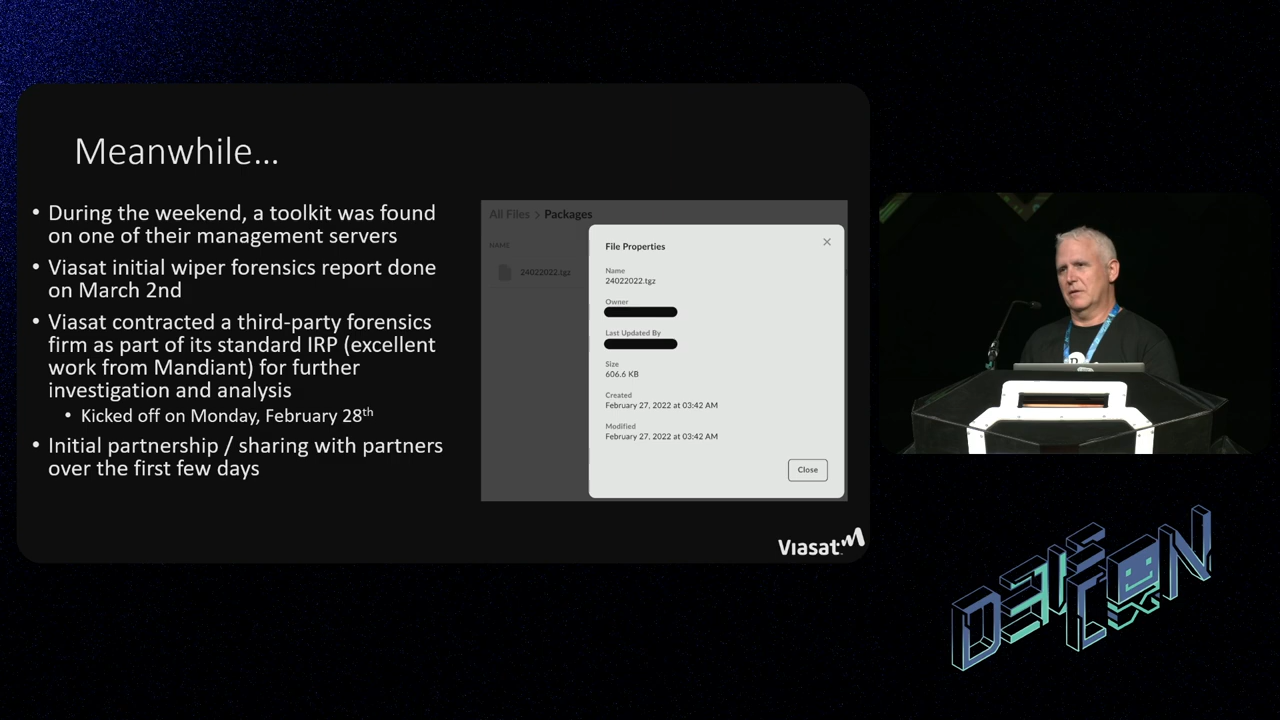 Meanwhile...
• During the weekend, a toolkit was found
on one of their management servers
• Viasat initial wiper forensics report done
on March 2nd
• Viasat contracted a third-party forensics
firm as part of its standard IRP (excellent
work from Mandiant) for further
investigation and analysis
• Kicked off on Monday, February 28th
• Initial partnership / sharing with partners
over the first few days
All Files > Packages
NAME
24022022.tgz
File Properties
×
Name
24022022.tgz
Owner
Last Updated By
Size
606.6 KB
Created
February 27, 2022 at 03:42 AM
Modified
February 27, 2022 at 03:42 AM
Close
Viasat
DEF
CON